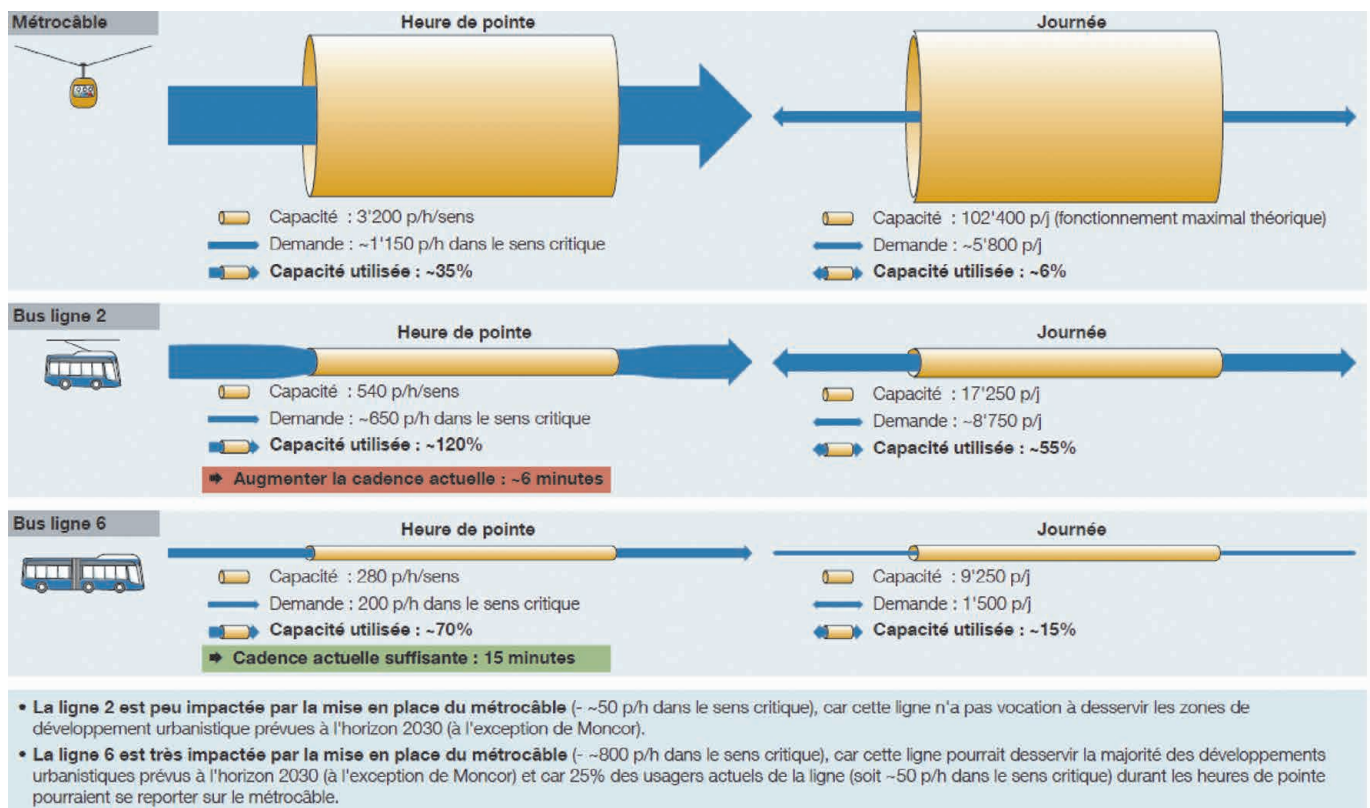 Métrocâble
Heure de pointe
Journée
Capacité : 3'200 p/h/sens
Demande : ~1'150 p/h dans le sens critique
Capacité utilisée : ~35%
Capacité : 102'400 p/j (fonctionnement maximal théorique)
Demande : ~5'800 p/j
Capacité utilisée : ~6%
Bus ligne 2
Heure de pointe
Journée
Capacité : 540 p/h/sens
Demande : ~650 p/h dans le sens critique
Capacité utilisée : ~120%
➡ Augmenter la cadence actuelle : ~6 minutes
Capacité : 17'250 p/j
Demande : ~8'750 p/j
Capacité utilisée : ~55%
Bus ligne 6
Heure de pointe
Journée
Capacité : 280 p/h/sens
Demande : 200 p/h dans le sens critique
Capacité utilisée : ~70%
➡ Cadence actuelle suffisante : 15 minutes
Capacité : 9'250 p/j
Demande : 1'500 p/j
Capacité utilisée : ~15%
• La ligne 2 est peu impactée par la mise en place du métrocâble (- ~50 p/h dans le sens critique), car cette ligne n'a pas vocation à desservir les zones de
développement urbanistique prévues à l'horizon 2030 (à l'exception de Moncor).
• La ligne 6 est très impactée par la mise en place du métrocâble (- ~800 p/h dans le sens critique), car cette ligne pourrait desservir la majorité des développements
urbanistiques prévus à l'horizon 2030 (à l'exception de Moncor) et car 25% des usagers actuels de la ligne (soit ~50 p/h dans le sens critique) durant les heures de pointe
pourraient se reporter sur le métrocâble.